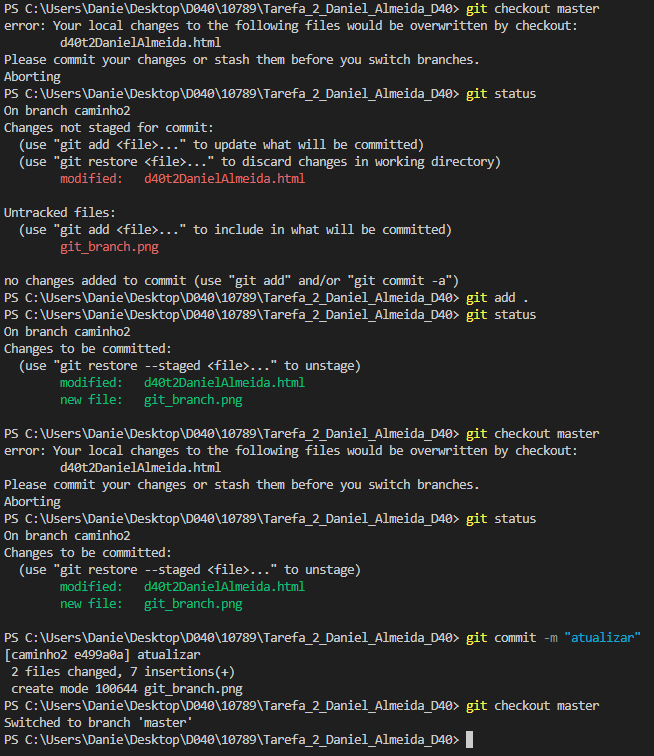 PS C:\Users\Danie\Desktop\D040\10789\Tarefa_2_Daniel_Almeida_D40> git checkout master
error: Your local changes to the following files would be overwritten by checkout:
        d40t2DanielAlmeida.html
Please commit your changes or stash them before you switch branches.
Aborting
PS C:\Users\Danie\Desktop\D040\10789\Tarefa_2_Daniel_Almeida_D40> git status
On branch caminho2
Changes not staged for commit:
  (use "git add <file>..." to update what will be committed)
  (use "git restore <file>..." to discard changes in working directory)
        modified:   d40t2DanielAlmeida.html

Untracked files:
  (use "git add <file>..." to include in what will be committed)
        git_branch.png

no changes added to commit (use "git add" and/or "git commit -a")
PS C:\Users\Danie\Desktop\D040\10789\Tarefa_2_Daniel_Almeida_D40> git add .
PS C:\Users\Danie\Desktop\D040\10789\Tarefa_2_Daniel_Almeida_D40> git status
On branch caminho2
Changes to be committed:
  (use "git restore --staged <file>..." to unstage)
        modified:   d40t2DanielAlmeida.html
        new file:   git_branch.png

PS C:\Users\Danie\Desktop\D040\10789\Tarefa_2_Daniel_Almeida_D40> git checkout master
error: Your local changes to the following files would be overwritten by checkout:
        d40t2DanielAlmeida.html
Please commit your changes or stash them before you switch branches.
Aborting
PS C:\Users\Danie\Desktop\D040\10789\Tarefa_2_Daniel_Almeida_D40> git status
On branch caminho2
Changes to be committed:
  (use "git restore --staged <file>..." to unstage)
        modified:   d40t2DanielAlmeida.html
        new file:   git_branch.png

PS C:\Users\Danie\Desktop\D040\10789\Tarefa_2_Daniel_Almeida_D40> git commit -m "atualizar"
[caminho2 e499a0a] atualizar
 2 files changed, 7 insertions(+)
 create mode 100644 git_branch.png
PS C:\Users\Danie\Desktop\D040\10789\Tarefa_2_Daniel_Almeida_D40> git checkout master
Switched to branch 'master'
PS C:\Users\Danie\Desktop\D040\10789\Tarefa_2_Daniel_Almeida_D40>